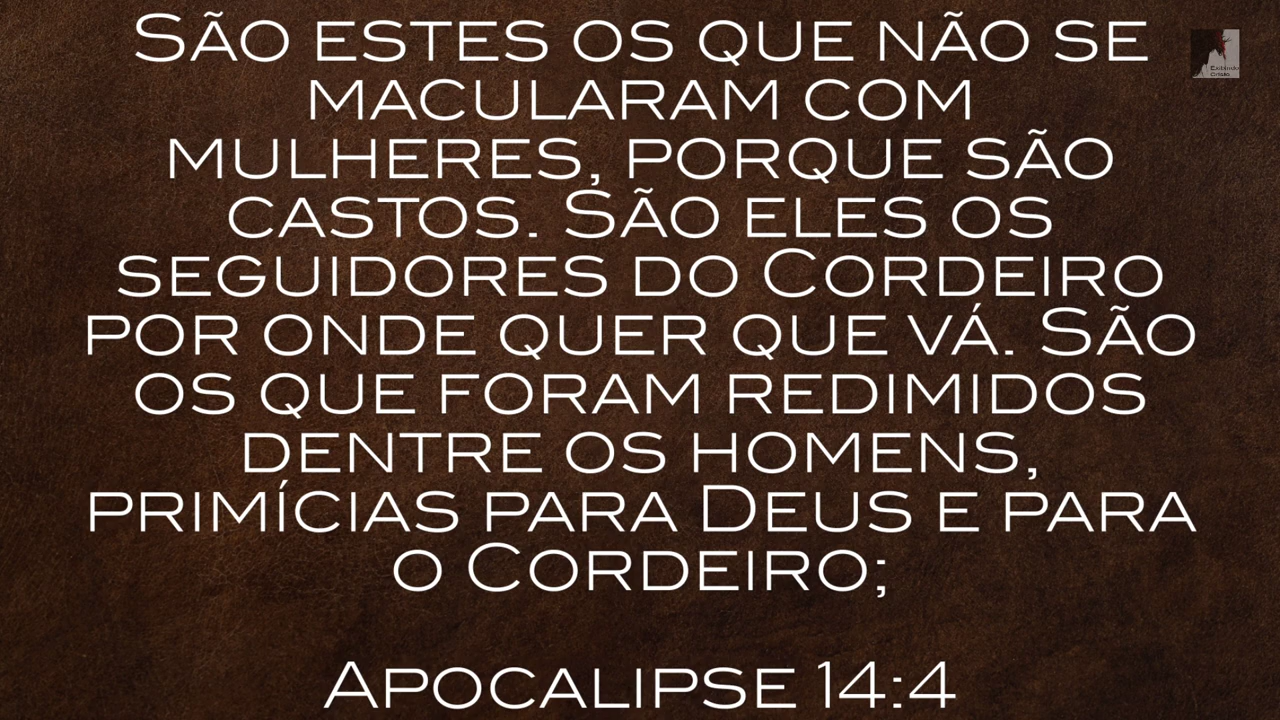 São estes os que não se
macularam com
mulheres, porque são
castos. São eles os
seguidores do Cordeiro
por onde quer que vá. São
os que foram redimidos
dentre os homens,
primícias para Deus e para
o Cordeiro;
Apocalipse 14:4
Exibindo
Cristo